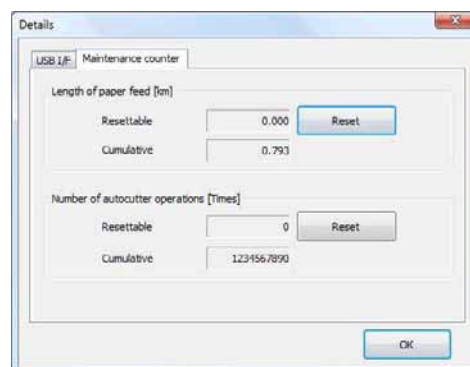 Details
USB I/F Maintenance counter
Length of paper feed [km]
Resettable 0.000 Reset
Cumulative 0.793
Number of autocutter operations [Times]
Resettable 0 Reset
Cumulative 1234567890
OK